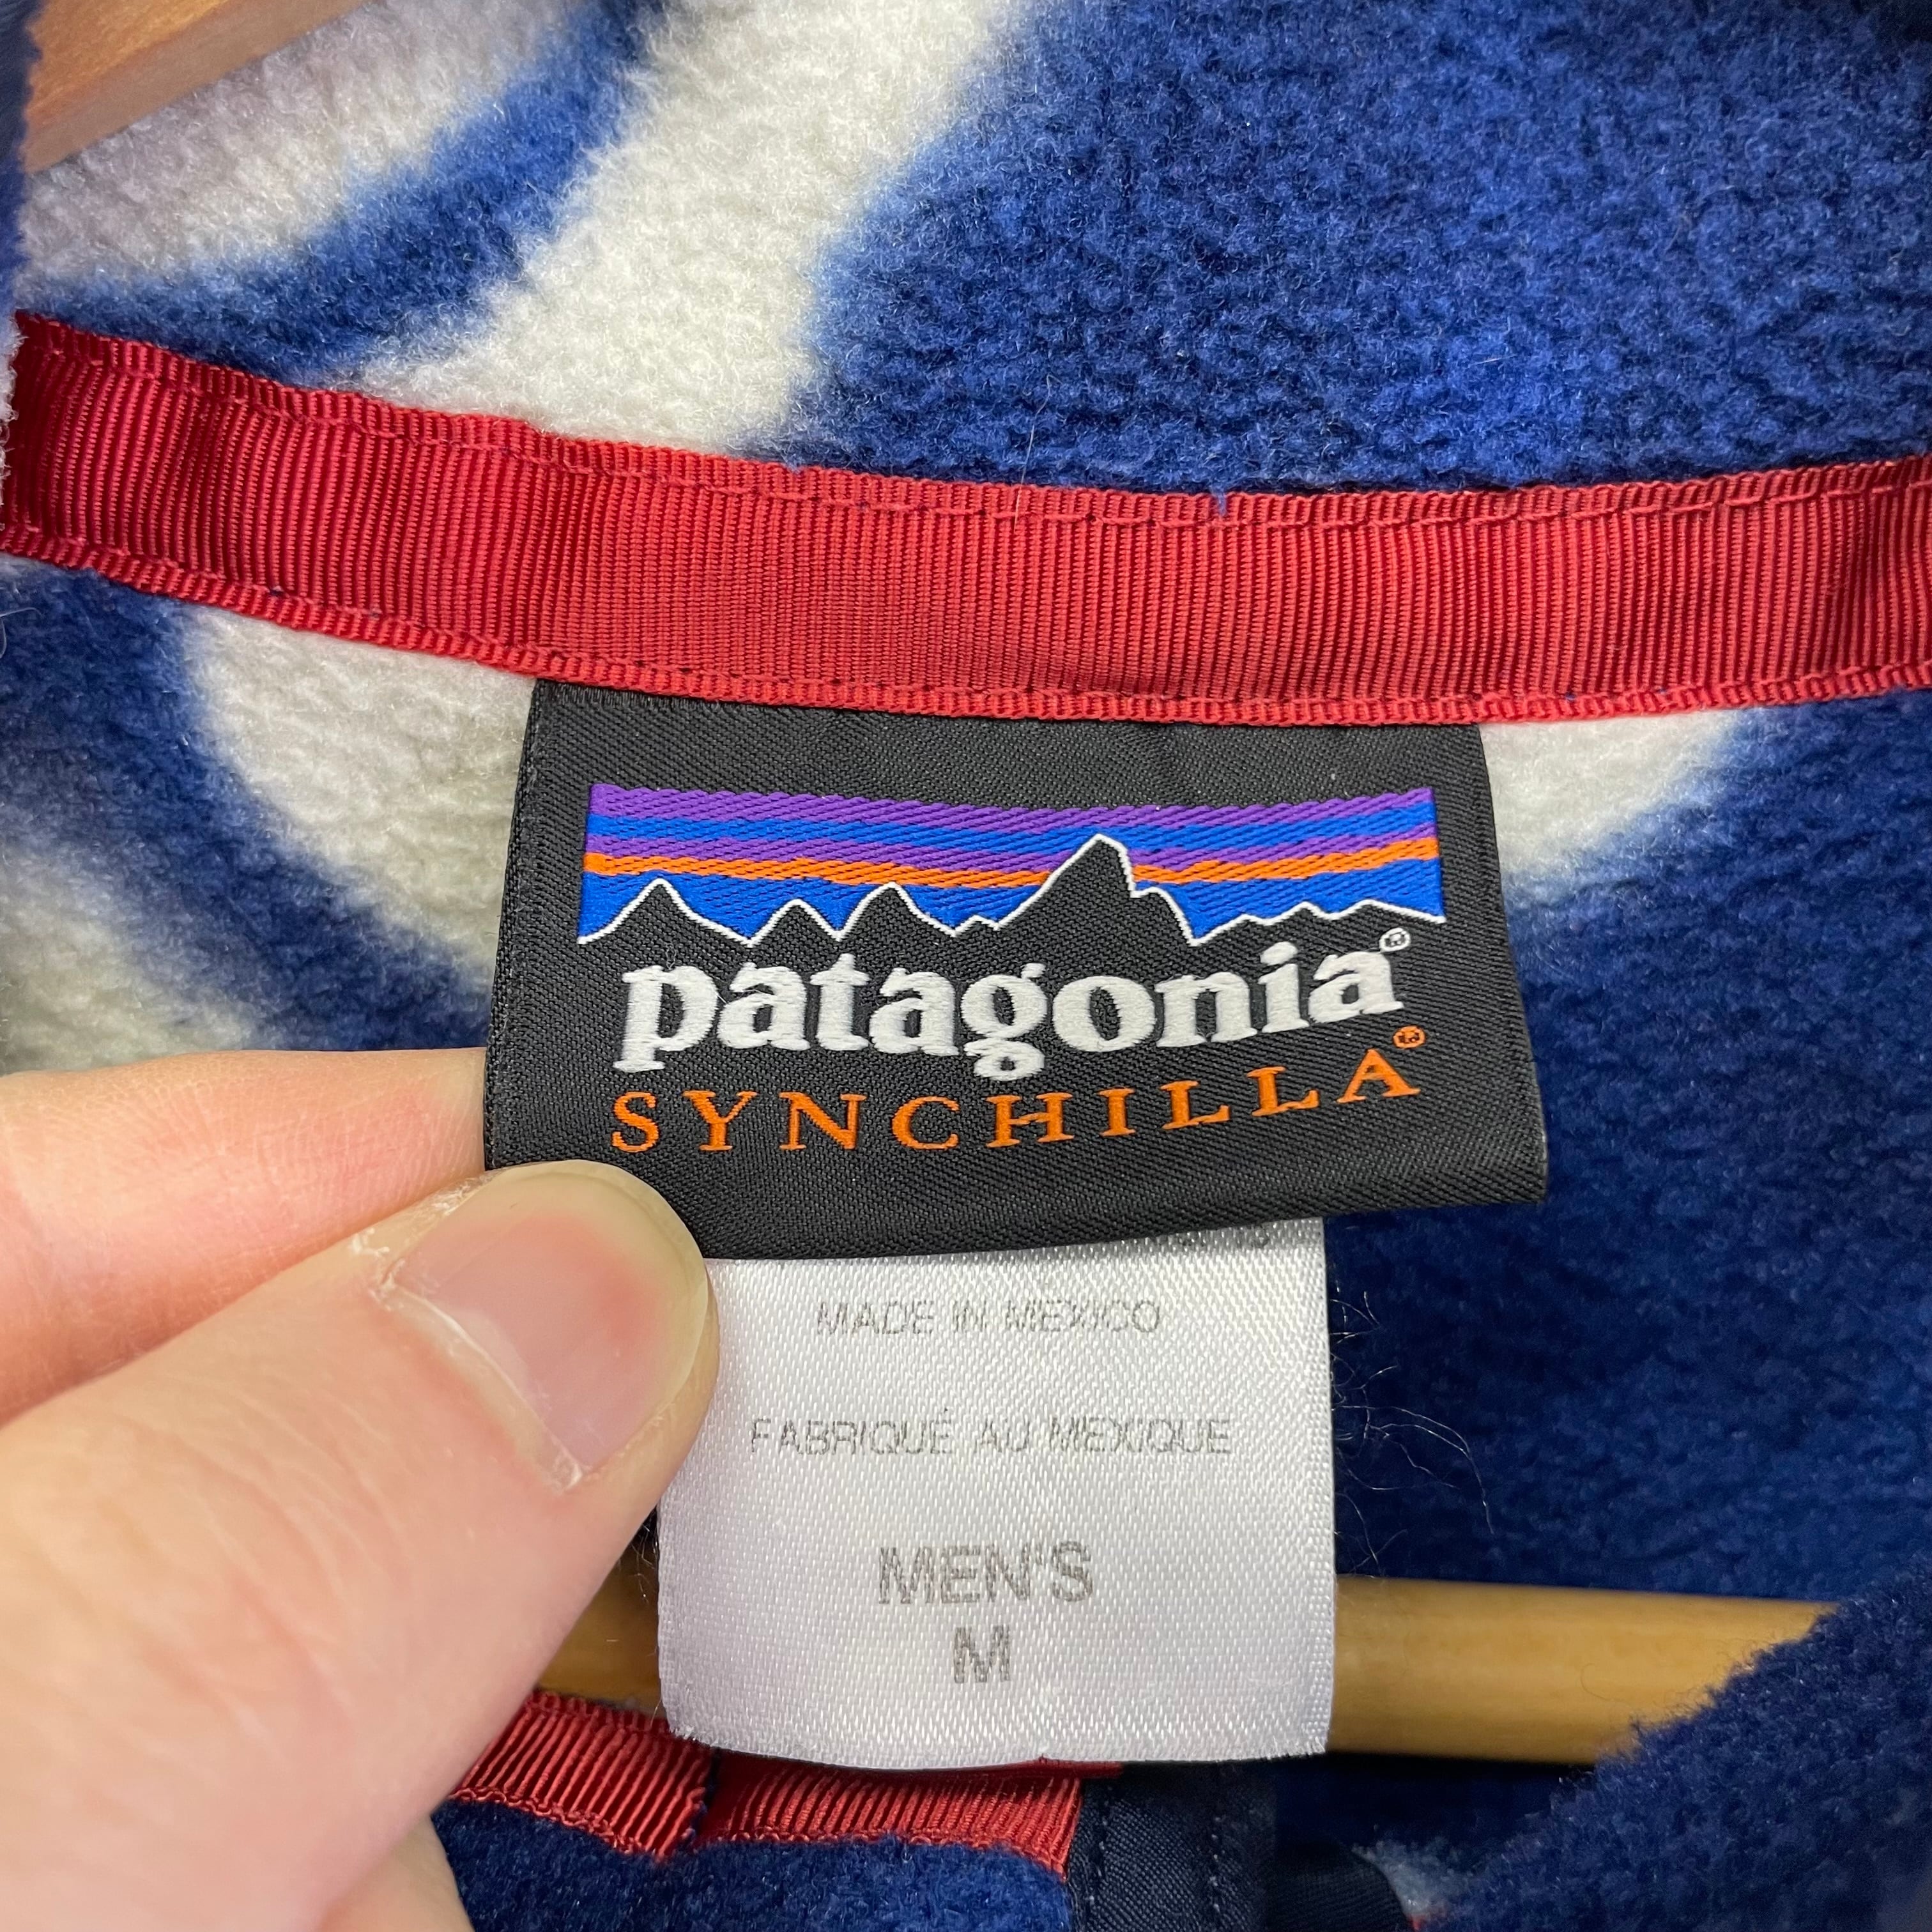 patagonia®
SYNCHILLA®
MADE IN MEXICO
FABRIQUÉ AU MEXIQUE
MEN'S
M